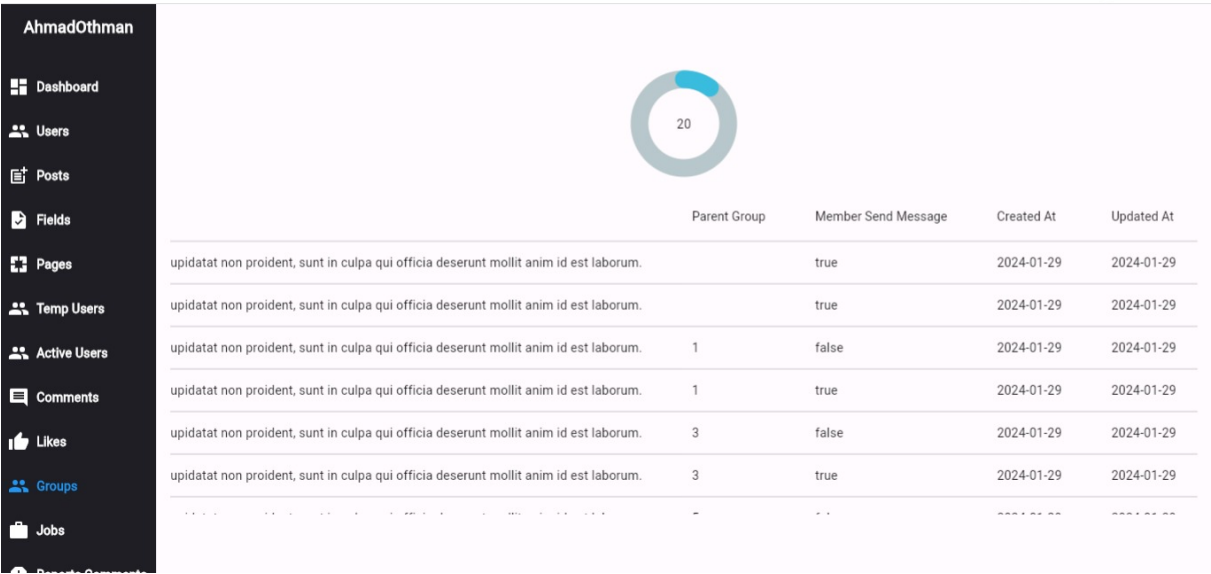 AhmadOthman
Dashboard
Users
Posts
Fields
Pages
Temp Users
Active Users
Comments
Likes
Groups
Jobs
Reports Comments
20
Parent Group Member Send Message Created At Updated At
upidatat non proident, sunt in culpa qui officia deserunt mollit anim id est laborum. true 2024-01-29 2024-01-29
upidatat non proident, sunt in culpa qui officia deserunt mollit anim id est laborum. true 2024-01-29 2024-01-29
upidatat non proident, sunt in culpa qui officia deserunt mollit anim id est laborum. 1 false 2024-01-29 2024-01-29
upidatat non proident, sunt in culpa qui officia deserunt mollit anim id est laborum. 1 true 2024-01-29 2024-01-29
upidatat non proident, sunt in culpa qui officia deserunt mollit anim id est laborum. 3 false 2024-01-29 2024-01-29
upidatat non proident, sunt in culpa qui officia deserunt mollit anim id est laborum. 3 true 2024-01-29 2024-01-29